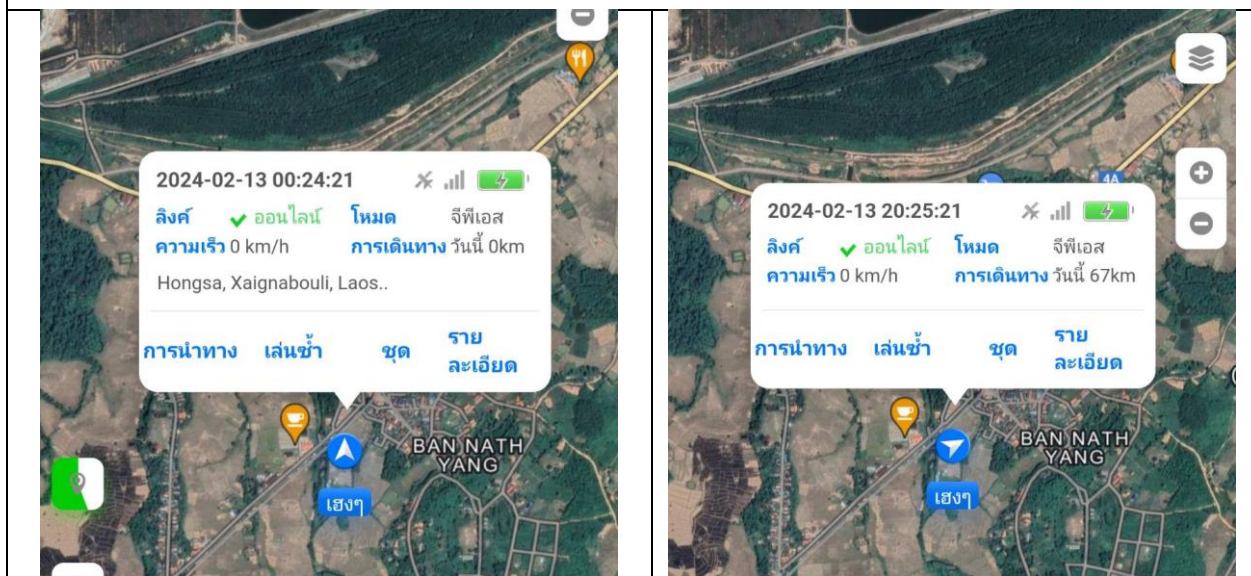 2024-02-13 00:24:21
ลิงค์ ออนไลน์ โหมด จีพีเอส
ความเร็ว 0 km/h การเดินทาง วันนี้ 0km
Hongsa, Xaignabouli, Laos..
การนำทาง เล่นซ้ำ ชุด ราย
ละเอียด
BAN NATH
YANG
เฮงๆ
4A
2024-02-13 20:25:21
ลิงค์ ออนไลน์ โหมด จีพีเอส
ความเร็ว 0 km/h การเดินทาง วันนี้ 67km
การนำทาง เล่นซ้ำ ชุด ราย
ละเอียด
BAN NATH
YANG
เฮงๆ